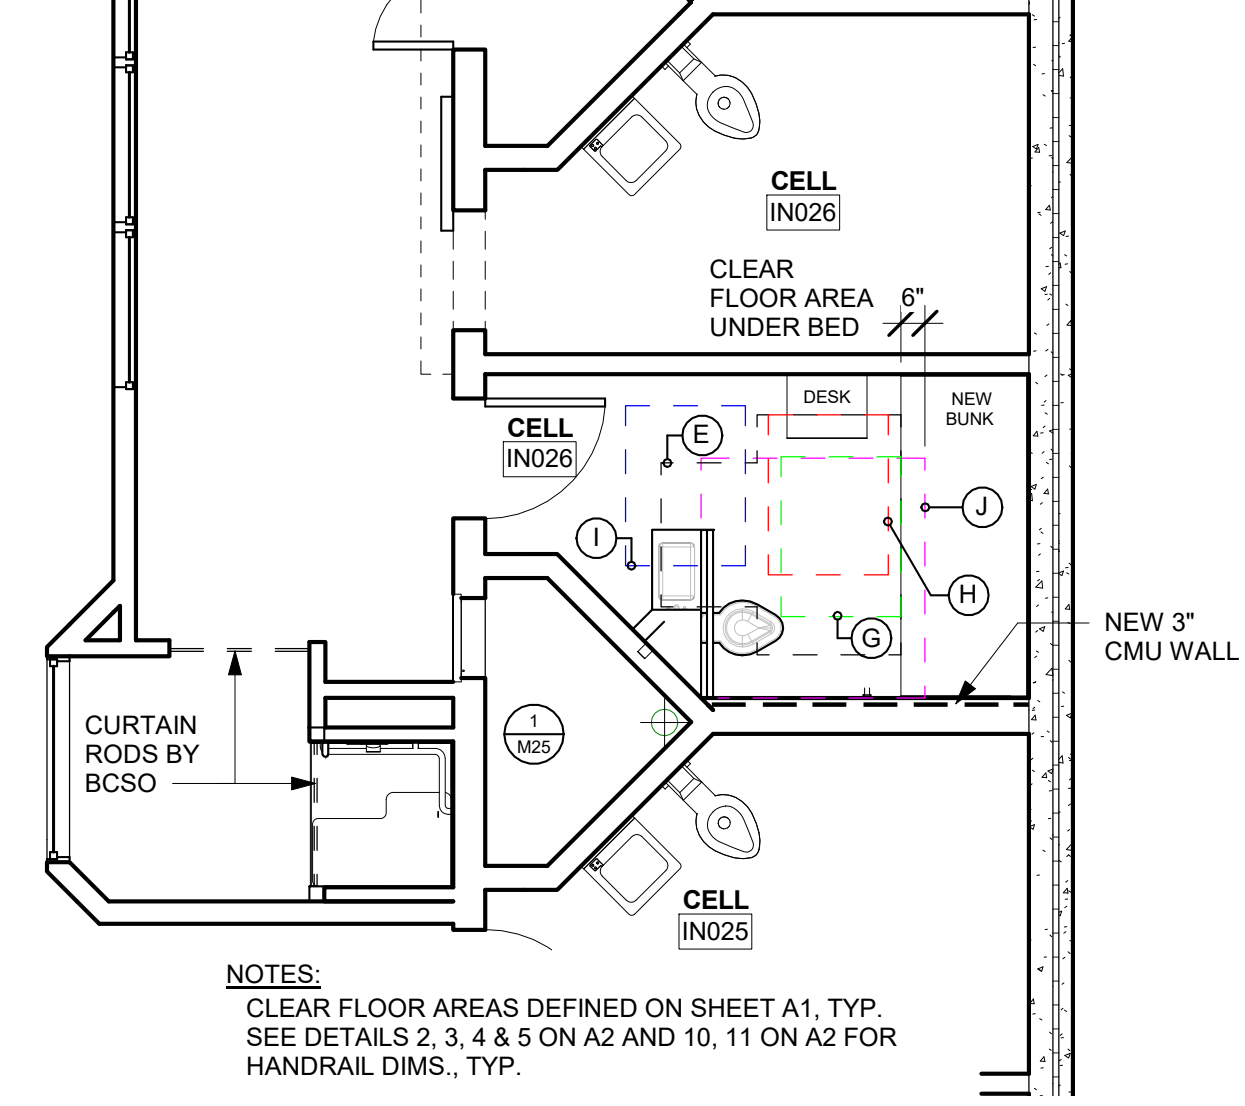 CELL
IN026
CLEAR
FLOOR AREA
UNDER BED
6"
DESK
NEW
BUNK
CELL
IN026
E
J
I
H
G
NEW 3"
CMU WALL
CURTAIN
RODS BY
BCSO
1
M25
CELL
IN025
NOTES:
CLEAR FLOOR AREAS DEFINED ON SHEET A1, TYP.
SEE DETAILS 2, 3, 4 & 5 ON A2 AND 10, 11 ON A2 FOR
HANDRAIL DIMS., TYP.